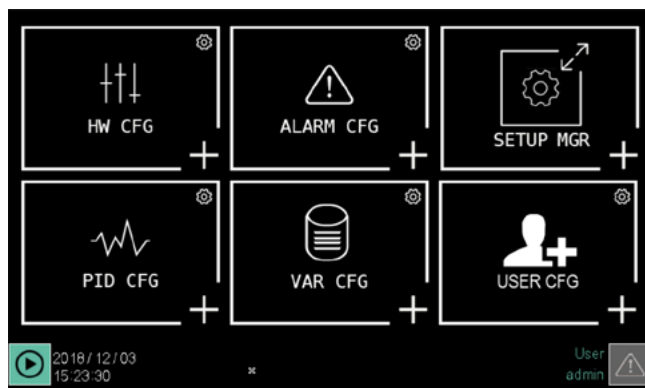 HW CFG
ALARM CFG
SETUP MGR
PID CFG
VAR CFG
USER CFG
2018/12/03
15:23:30
User
admin